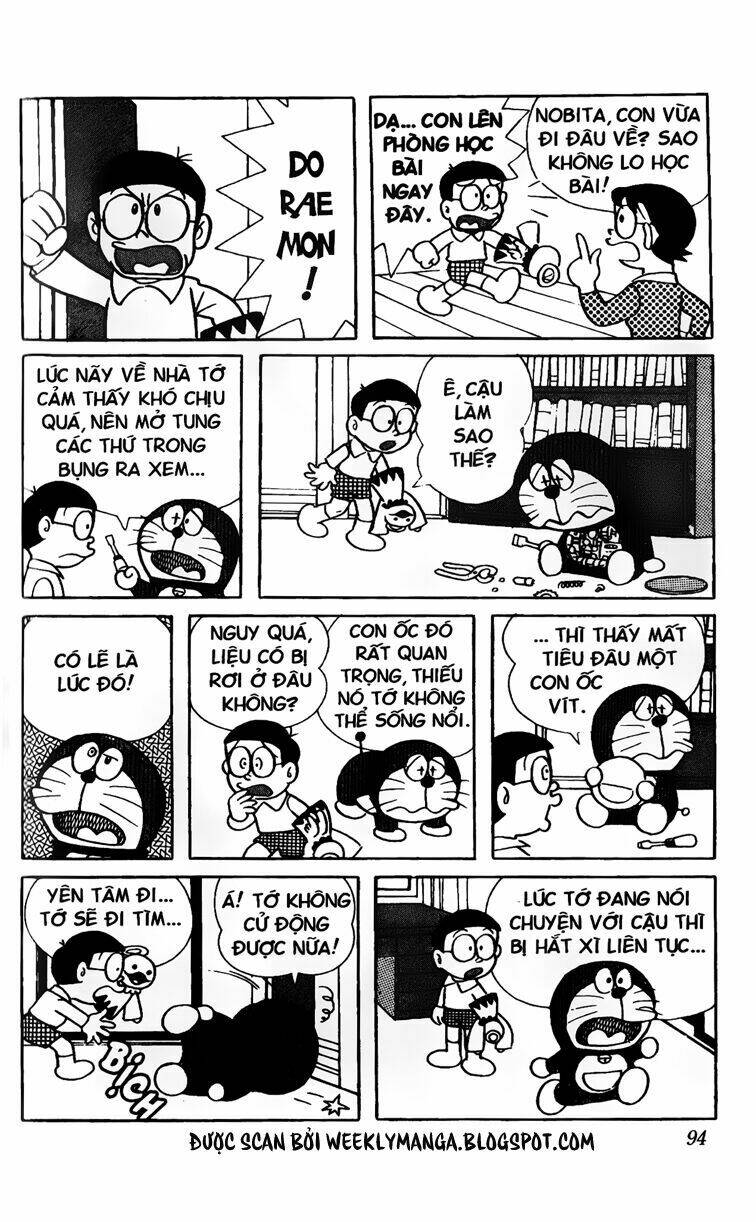 NOBITA, CON VỪA
ĐI ĐÂU VỀ? SAO
KHÔNG LO HỌC
BÀI!
DẠ.... CON LÊN
PHÒNG HỌC
BÀI
NGAY
ĐÂY.
DO
RAE
MON
!
Ê, CẬU
LÀM
SAO
THẾ?
LÚC NÃY VỀ NHÀ TỚ
CẢM THẤY KHÓ CHỊU
QUÁ, NÊN MỞ TUNG
CÁC THỨ TRONG
BỤNG RA XEM...
... THÌ THẤY MẤT
TIÊU ĐÂU MỘT
CON ỐC
VÍT.
CON ỐC ĐÓ
RẤT QUAN
TRỌNG, THIẾU
NÓ TỚ KHÔNG
THỂ SỐNG NỔI.
NGUY QUÁ,
LIỆU CÓ BỊ
RƠI Ở ĐÂU
KHÔNG?
CÓ LẼ LÀ
LÚC ĐÓ!
LÚC TỚ ĐANG NÓI
CHUYỆN VỚI CẬU THÌ
BỊ HẮT XÌ LIÊN TỤC...
Á! TỚ KHÔNG
CỬ ĐỘNG
ĐƯỢC NỮA!
YÊN TÂM ĐI...
TỚ SẼ ĐI TÌM...
BỊCH
ĐƯỢC SCAN BỞI WEEKLYMANGA.BLOGSPOT.COM
94